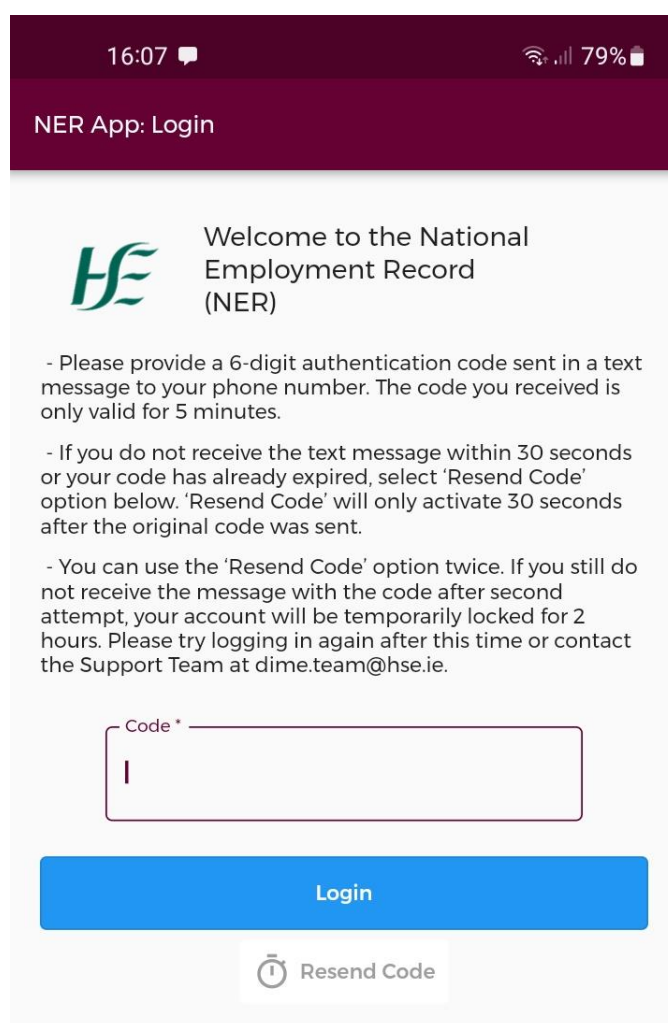 16:07
79%
NER App: Login
HSE
Welcome to the National
Employment Record
(NER)
- Please provide a 6-digit authentication code sent in a text
message to your phone number. The code you received is
only valid for 5 minutes.
- If you do not receive the text message within 30 seconds
or your code has already expired, select ‘Resend Code’
option below. ‘Resend Code’ will only activate 30 seconds
after the original code was sent.
- You can use the ‘Resend Code’ option twice. If you still do
not receive the message with the code after second
attempt, your account will be temporarily locked for 2
hours. Please try logging in again after this time or contact
the Support Team at dime.team@hse.ie.
Code *
Login
Resend Code